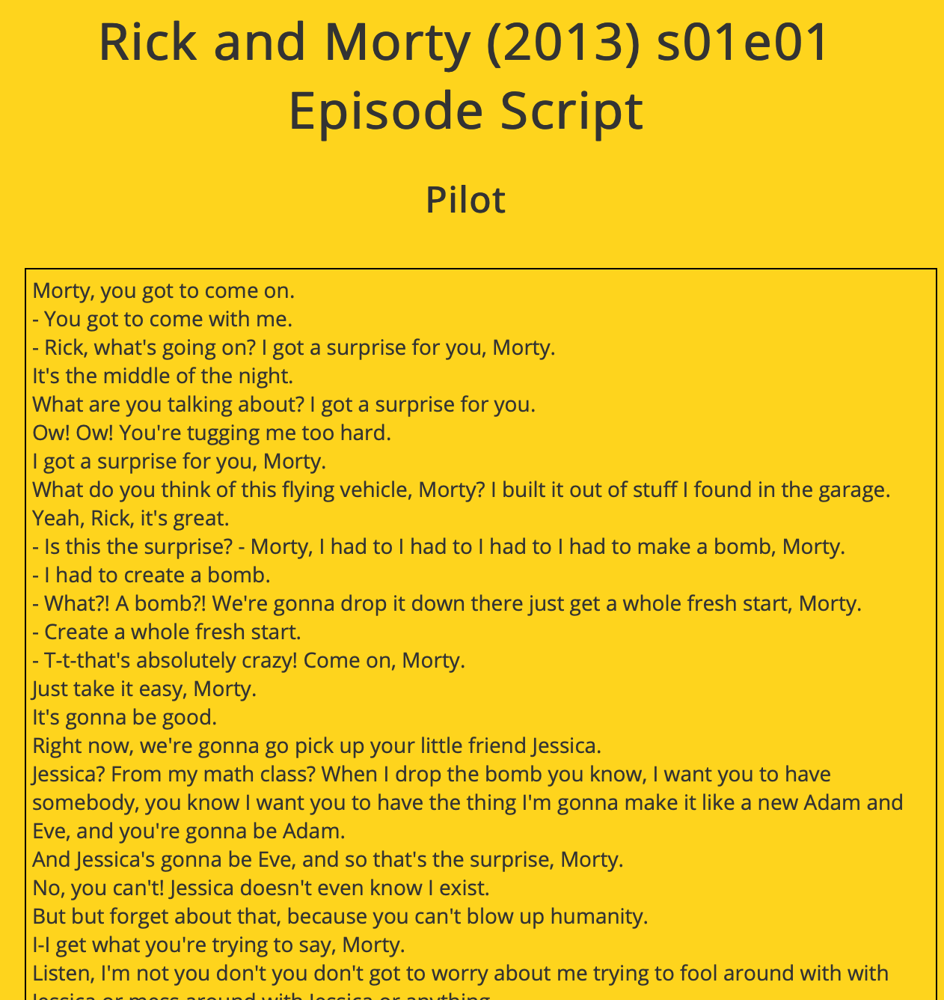 Rick and Morty (2013) s01e01
Episode Script
Pilot
Morty, you got to come on.
- You got to come with me.
- Rick, what's going on? I got a surprise for you, Morty.
It's the middle of the night.
What are you talking about? I got a surprise for you.
Ow! Ow! You're tugging me too hard.
I got a surprise for you, Morty.
What do you think of this flying vehicle, Morty? I built it out of stuff I found in the garage.
Yeah, Rick, it's great.
- Is this the surprise? - Morty, I had to I had to I had to I had to make a bomb, Morty.
- I had to create a bomb.
- What?! A bomb?! We're gonna drop it down there just get a whole fresh start, Morty.
- Create a whole fresh start.
- T-t-that's absolutely crazy! Come on, Morty.
Just take it easy, Morty.
It's gonna be good.
Right now, we're gonna go pick up your little friend Jessica.
Jessica? From my math class? When I drop the bomb you know, I want you to have
somebody, you know I want you to have the thing I'm gonna make it like a new Adam and
Eve, and you're gonna be Adam.
And Jessica's gonna be Eve, and so that's the surprise, Morty.
No, you can't! Jessica doesn't even know I exist.
But but forget about that, because you can't blow up humanity.
I-I get what you're trying to say, Morty.
Listen, I'm not you don't you don't got to worry about me trying to fool around with with
Jessica or mess around with Jessica or anything.